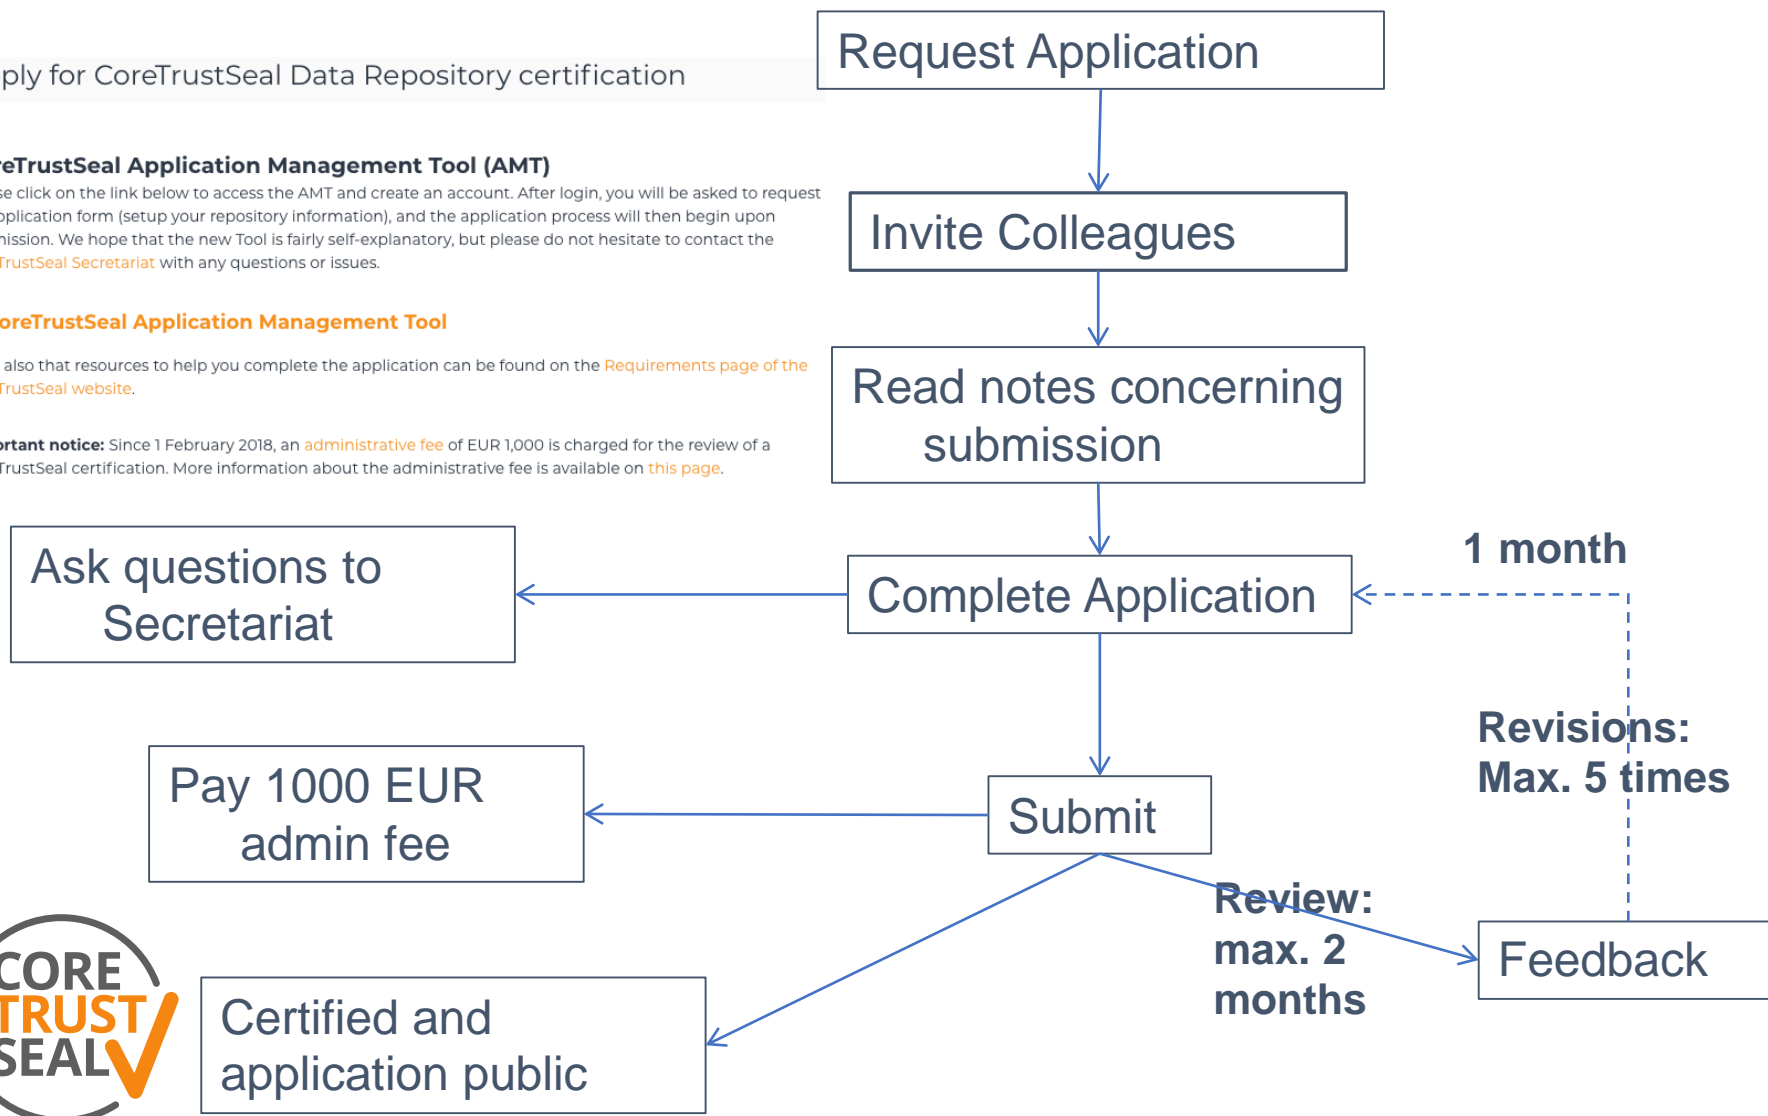 ply for CoreTrustSeal Data Repository certification
eTrustSeal Application Management Tool (AMT)
se click on the link below to access the AMT and create an account. After login, you will be asked to request
pplication form (setup your repository information), and the application process will then begin upon
mission. We hope that the new Tool is fairly self-explanatory, but please do not hesitate to contact the
TrustSeal Secretariat with any questions or issues.
oreTrustSeal Application Management Tool
also that resources to help you complete the application can be found on the Requirements page of the
TrustSeal website.
ortant notice: Since 1 February 2018, an administrative fee of EUR 1,000 is charged for the review of a
TrustSeal certification. More information about the administrative fee is available on this page.
Request Application
Invite Colleagues
Read notes concerning
submission
Complete Application
1 month
Ask questions to
Secretariat
Revisions:
Max. 5 times
Submit
Pay 1000 EUR
admin fee
Review:
max. 2
months
Feedback
Certified and
application public
CORE
TRUST
SEAL